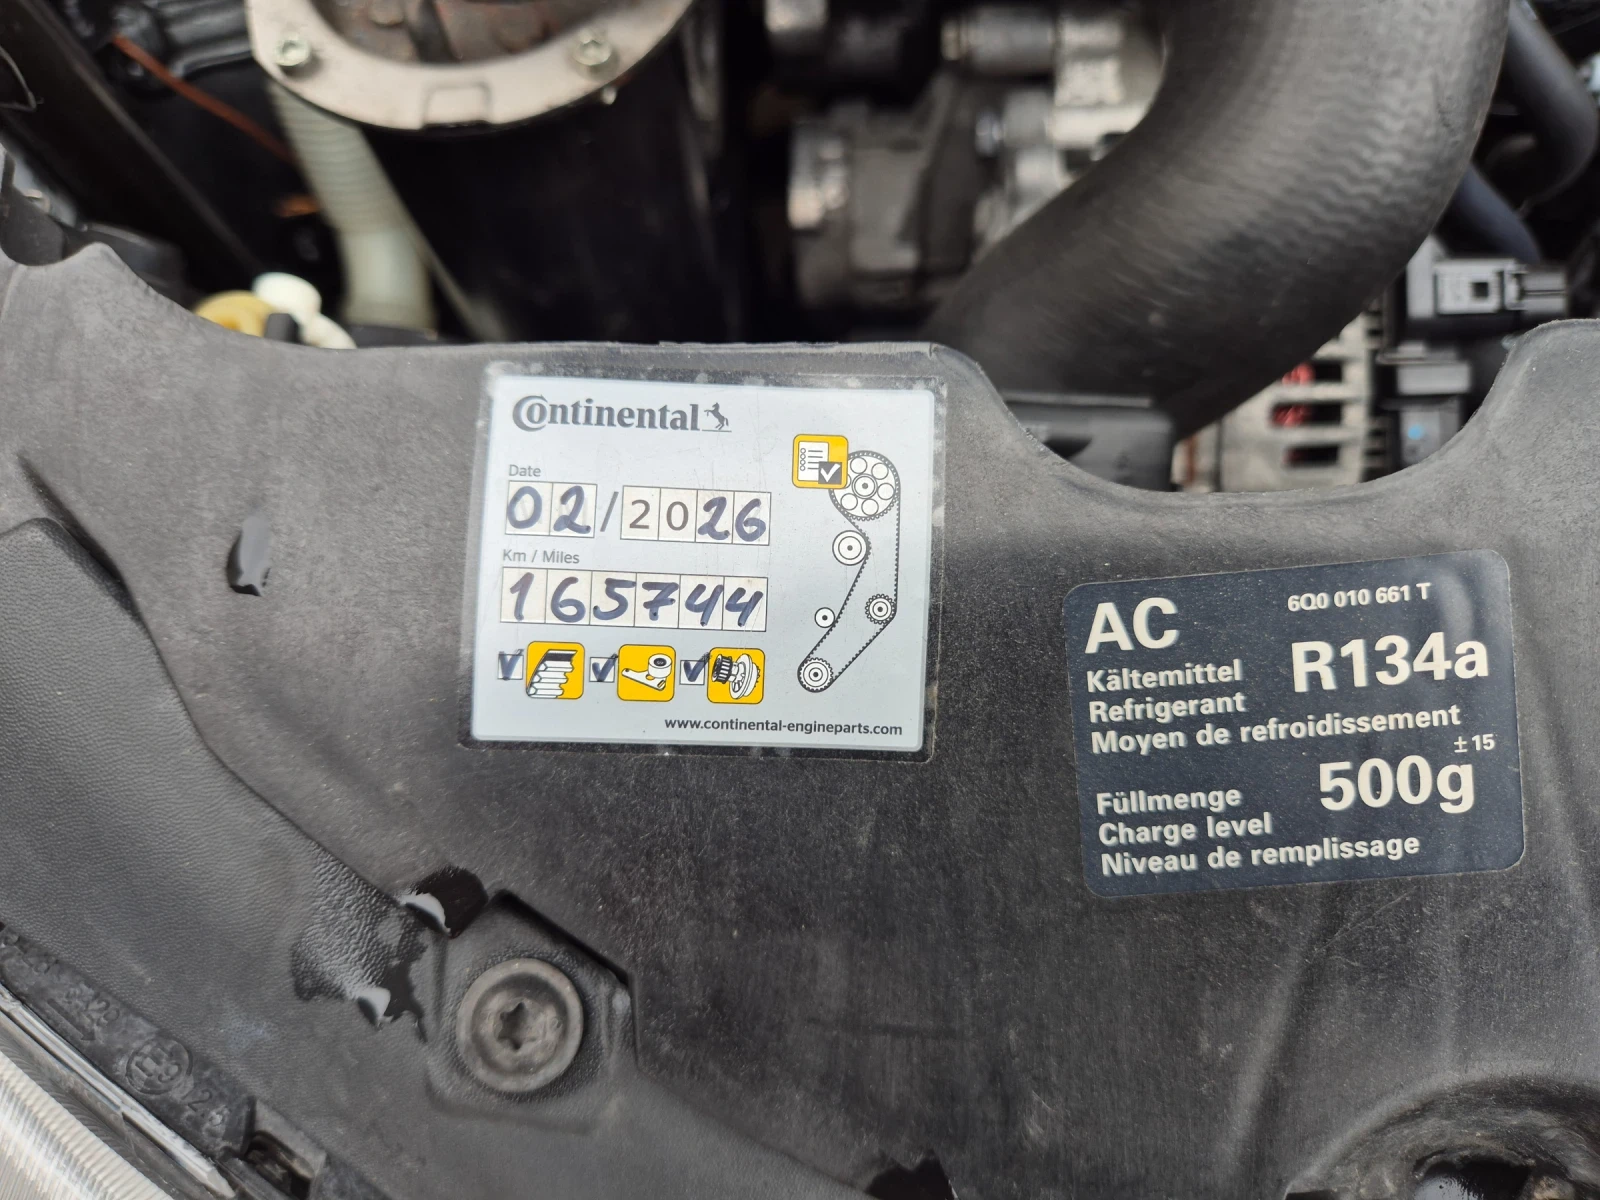 Continental
Date
02/2026
Km / Miles
165744
www.continental-engineparts.com
AC
6Q0 010 661 T
Kältemittel
R134a
Refrigerant
Moyen de refroidissement
± 15
Füllmenge
500g
Charge level
Niveau de remplissage